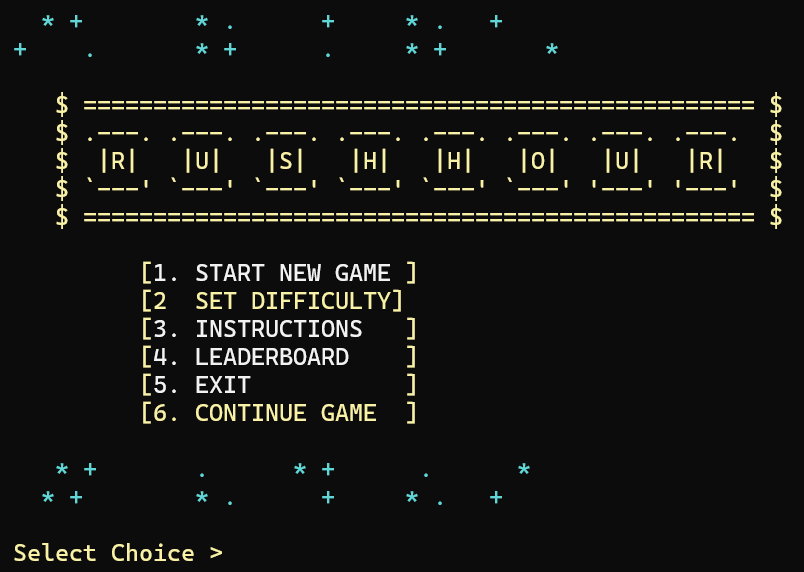 * +        * .      +     * .   +
+    .       * +      .     * +       *
$ ================================================ $
$ .---. .---. .---. .---. .---. .---. .---. .---.  $
$  |R|   |U|   |S|   |H|   |H|   |O|   |U|   |R|   $
$ `---' `---' `---' `---' `---' `---' '---' '---'  $
$ ================================================ $
[1. START NEW GAME ]
[2  SET DIFFICULTY]
[3. INSTRUCTIONS   ]
[4. LEADERBOARD    ]
[5. EXIT           ]
[6. CONTINUE GAME  ]
* +       .      * +      .      *
* +        * .      +     * .   +
Select Choice >